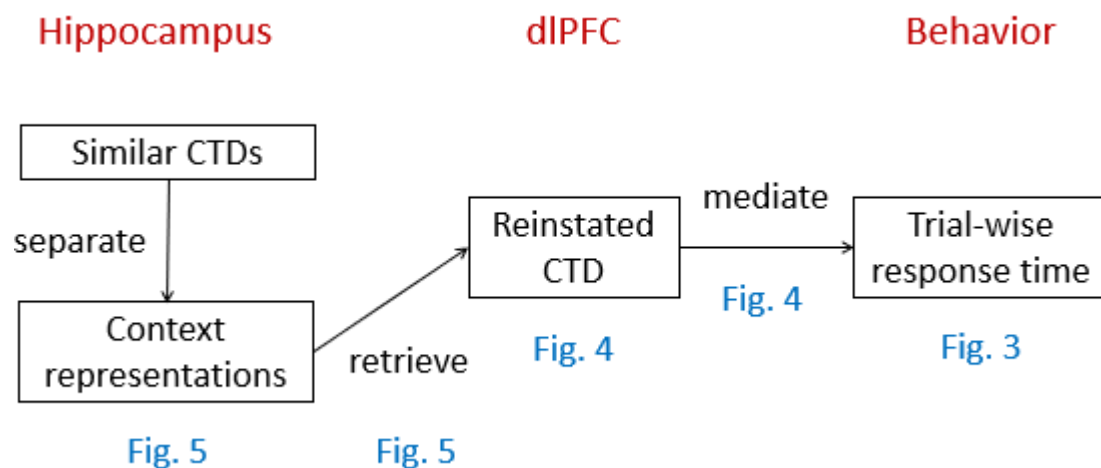 Hippocampus
dlPFC
Behavior
Similar CTDs
separate
Context
representations
Fig. 5
retrieve
Fig. 5
Reinstated
CTD
Fig. 4
mediate
Fig. 4
Trial-wise
response time
Fig. 3